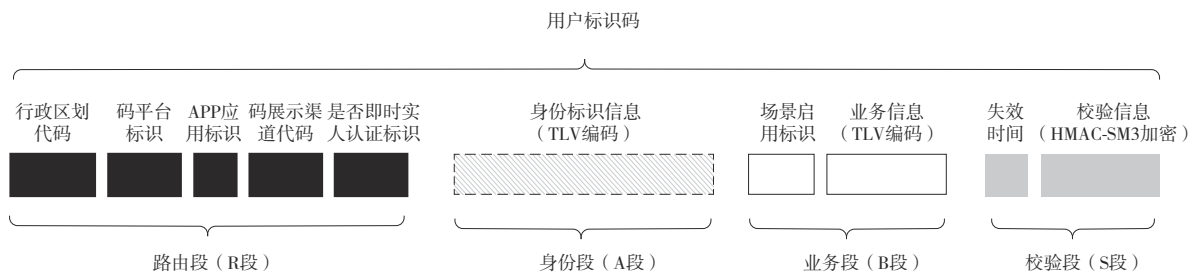 用户标识码
行政区划
代码
码平台
标识
APP应
用标识
码展示渠
道代码
是否即时实
人认证标识
身份标识信息
（TLV编码）
场景启
用标识
业务信息
（TLV编码）
失效
时间
校验信息
（HMAC-SM3加密）
路由段（R段）
身份段（A段）
业务段（B段）
校验段（S段）